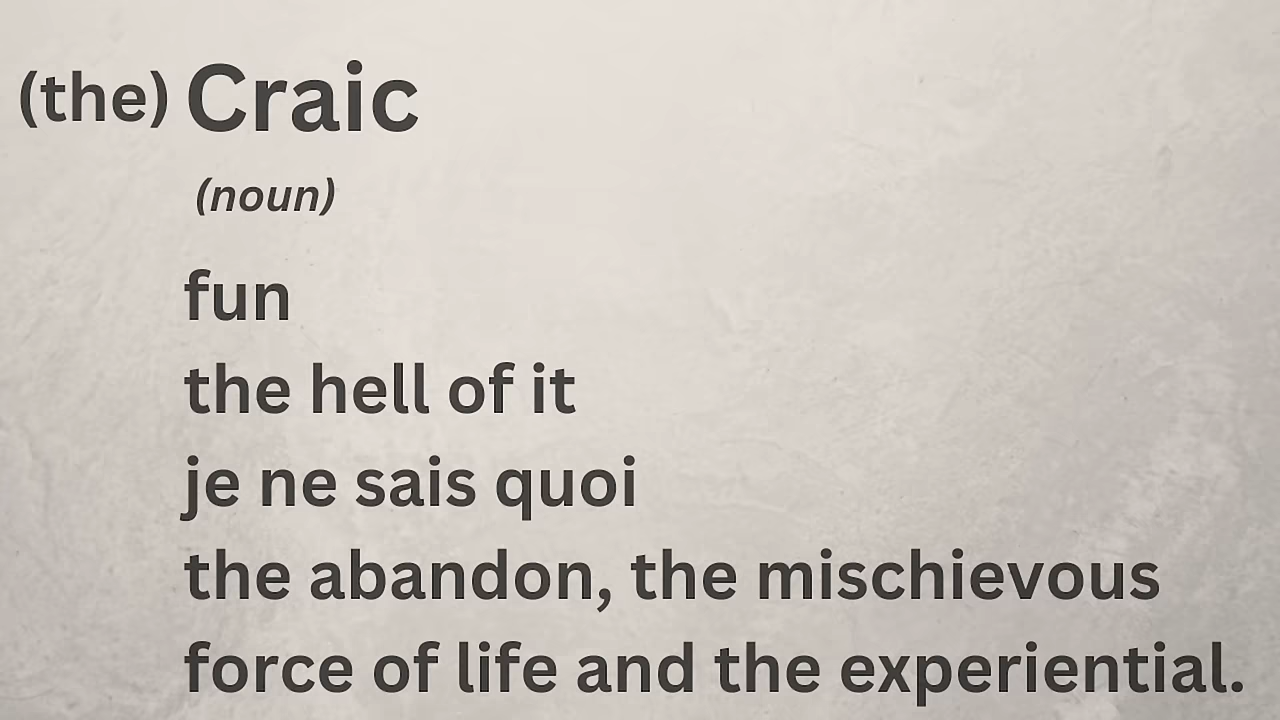 (the) Craic
(noun)
fun
the hell of it
je ne sais quoi
the abandon, the mischievous
force of life and the experiential.